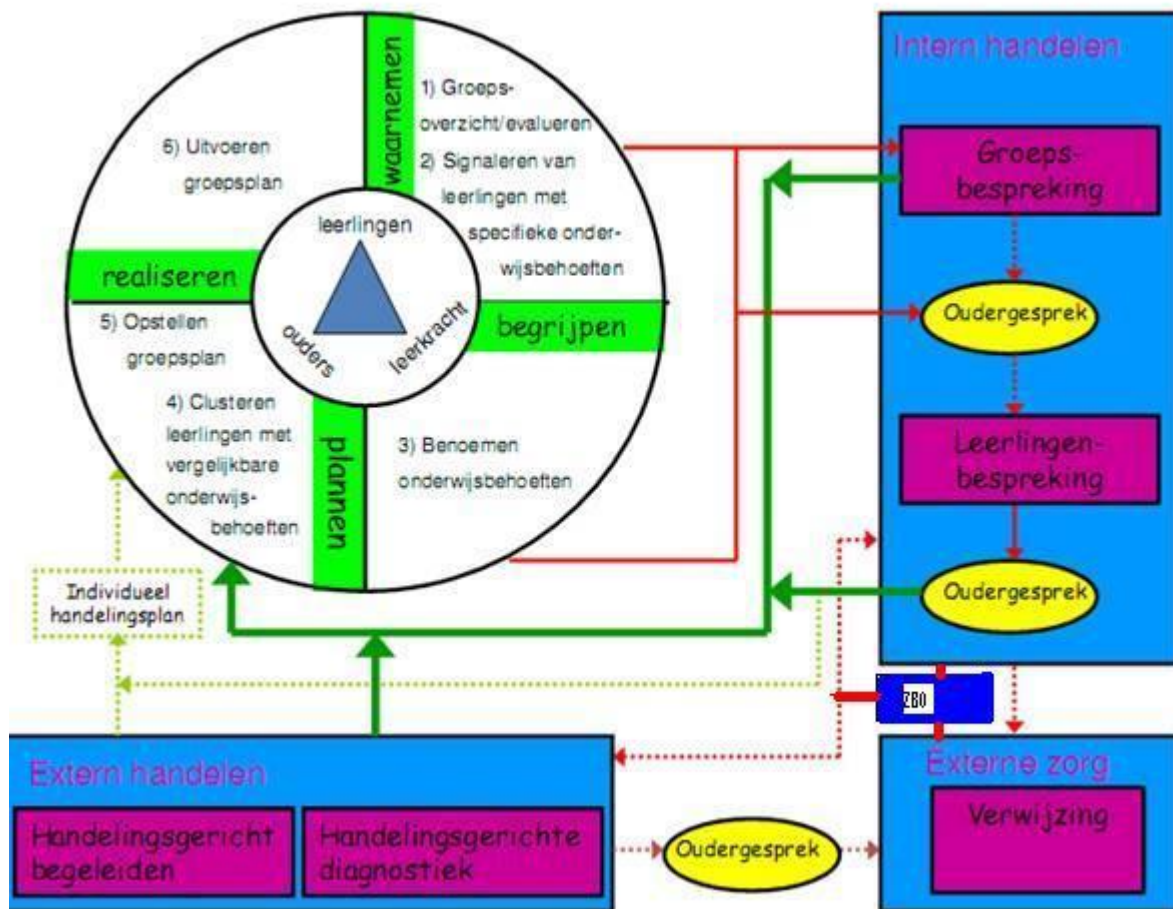 waarnemen
1) Groeps-
overzicht/evalueren
2) Signaleren van
leerlingen met
specifieke onder-
wijsbehoeften
begrijpen
3) Benoemen
onderwijsbehoeften
plannen
4) Clusteren
leerlingen met
vergelijkbare
onderwijs-
behoeften
5) Opstellen
groepsplan
realiseren
6) Uitvoeren
groepsplan
leerlingen
ouders
leerkracht
Intern handelen
Groeps-
bespreking
Oudergesprek
Leerlingen-
bespreking
Oudergesprek
ZBO
Individueel
handelingsplan
Extern handelen
Handelingsgericht
begeleiden
Handelingsgerichte
diagnostiek
Oudergesprek
Externe zorg
Verwijzing